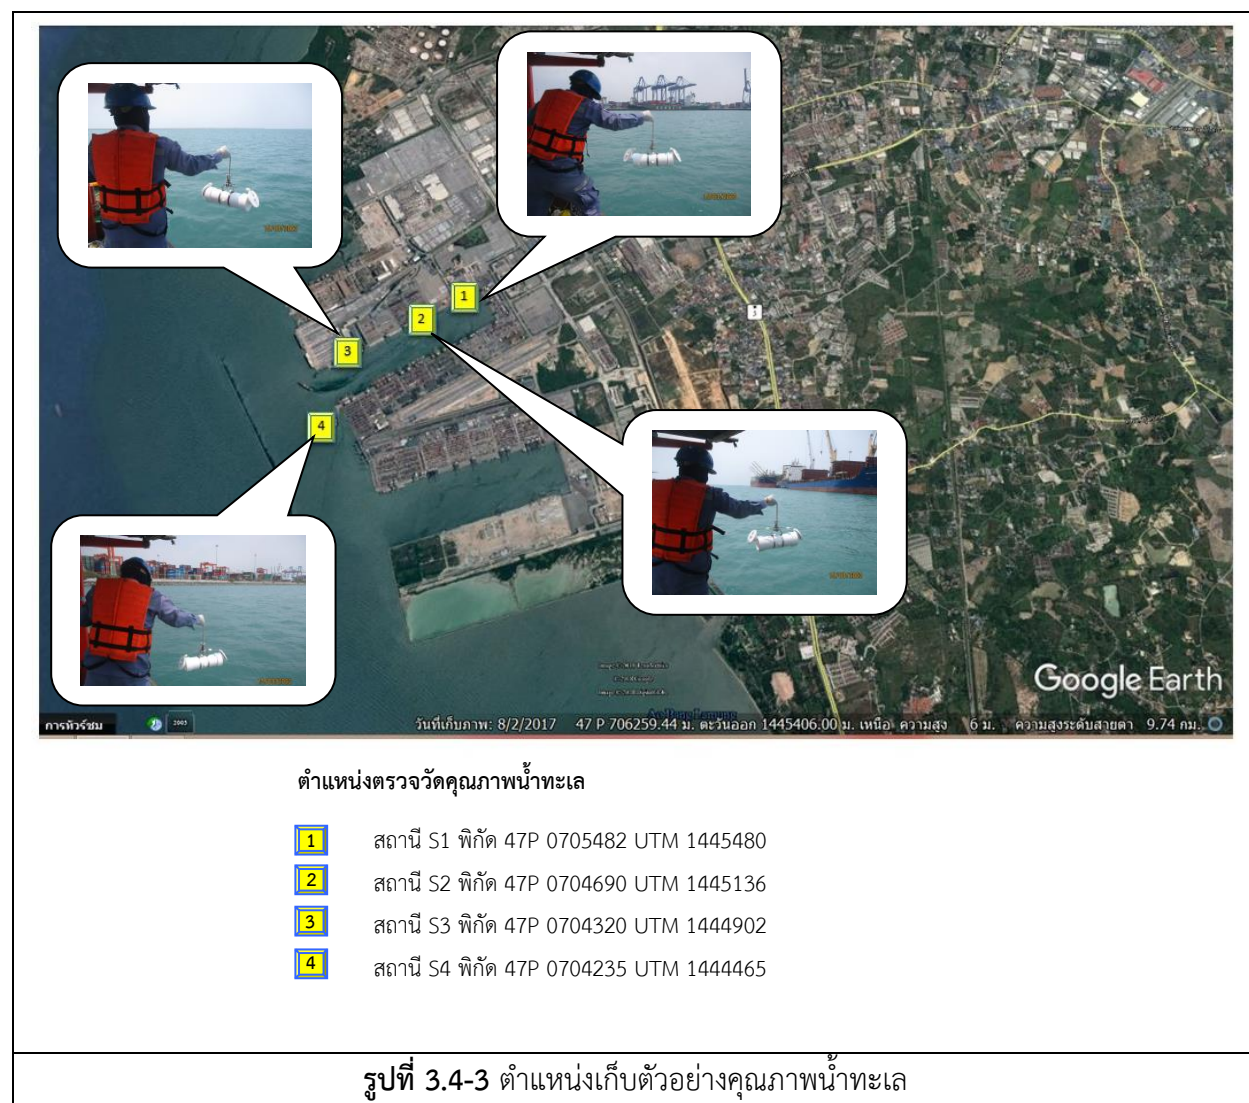 1
2
3
3
4
Google Earth
การทัวร์ชม
2005
วันที่เก็บภาพ: 8/2/2017 47 P 706259.44 ม. ตะวันออก 1445406.00 ม. เหนือ ความสูง 6 ม. ความสูงระดับสายตา 9.74 กม.
ตำแหน่งตรวจวัดคุณภาพน้ำทะเล
1 สถานี S1 พิกัด 47P 0705482 UTM 1445480
2 สถานี S2 พิกัด 47P 0704690 UTM 1445136
3 สถานี S3 พิกัด 47P 0704320 UTM 1444902
4 สถานี S4 พิกัด 47P 0704235 UTM 1444465
รูปที่ 3.4-3 ตำแหน่งเก็บตัวอย่างคุณภาพน้ำทะเล